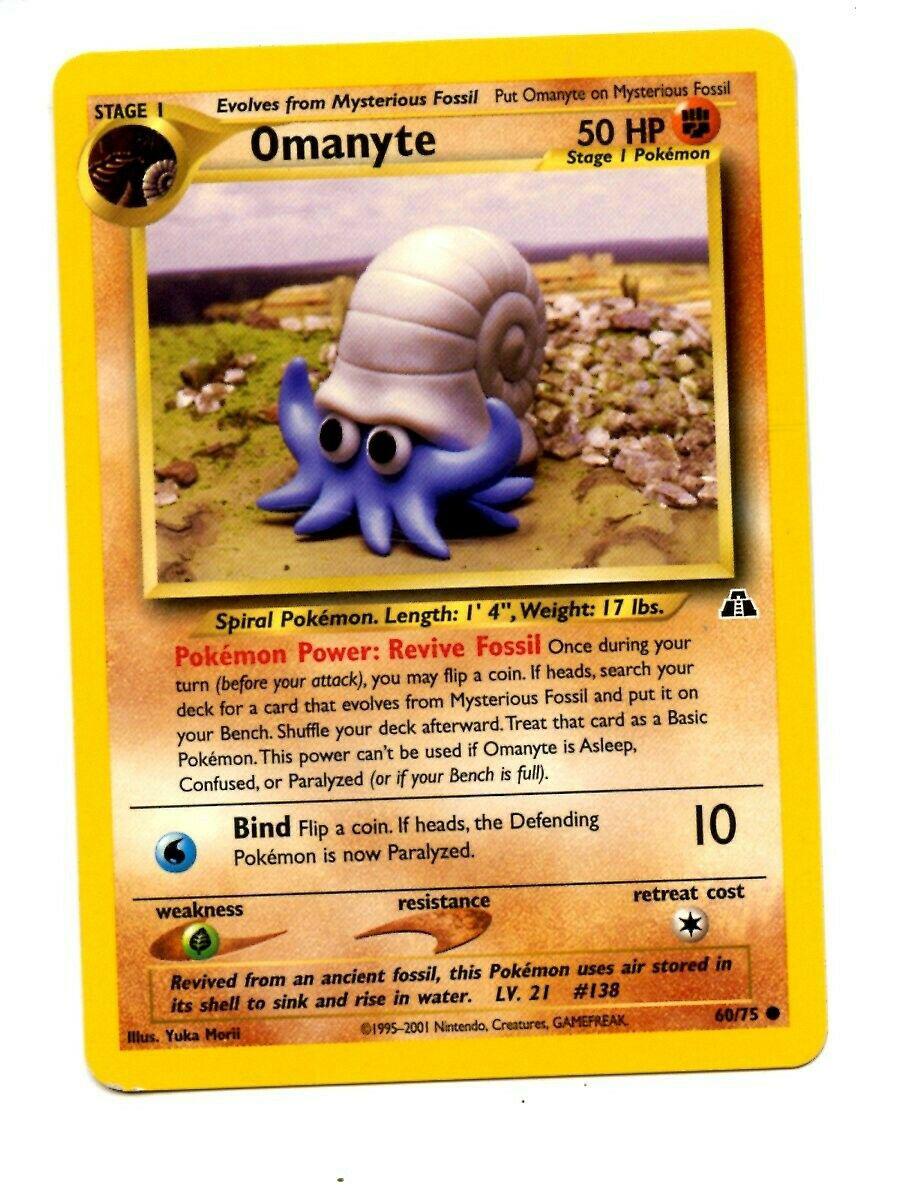 STAGE 1
Evolves from Mysterious Fossil Put Omanyte on Mysterious Fossil
Omanyte
50 HP
Stage 1 Pokémon
Spiral Pokémon. Length: 1' 4", Weight: 17 lbs.
Pokémon Power: Revive Fossil Once during your
turn (before your attack), you may flip a coin. If heads, search your
deck for a card that evolves from Mysterious Fossil and put it on
your Bench. Shuffle your deck afterward. Treat that card as a Basic
Pokémon. This power can't be used if Omanyte is Asleep,
Confused, or Paralyzed (or if your Bench is full).
Bind Flip a coin. If heads, the Defending
Pokémon is now Paralyzed.
10
weakness
resistance
retreat cost
Revived from an ancient fossil, this Pokémon uses air stored in
its shell to sink and rise in water. LV. 21 #138
Illus. Yuka Morii
©1995–2001 Nintendo, Creatures, GAMEFREAK.
60/75